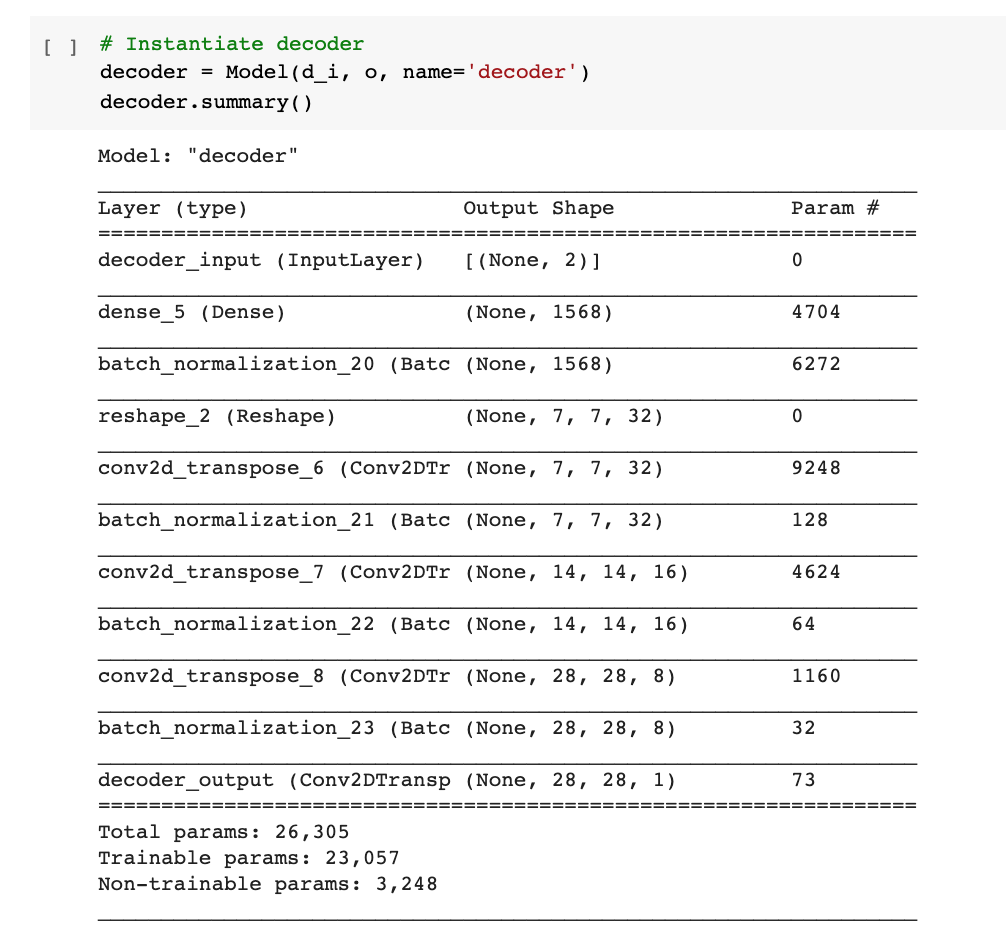 [ ] # Instantiate decoder
decoder = Model(d_i, o, name='decoder')
decoder.summary()
Model: "decoder"
_________________________________________________________________
Layer (type)                 Output Shape              Param #
=================================================================
decoder_input (InputLayer)   [(None, 2)]               0
_________________________________________________________________
dense_5 (Dense)              (None, 1568)              4704
_________________________________________________________________
batch_normalization_20 (Batc (None, 1568)              6272
_________________________________________________________________
reshape_2 (Reshape)          (None, 7, 7, 32)          0
_________________________________________________________________
conv2d_transpose_6 (Conv2DTr (None, 7, 7, 32)          9248
_________________________________________________________________
batch_normalization_21 (Batc (None, 7, 7, 32)          128
_________________________________________________________________
conv2d_transpose_7 (Conv2DTr (None, 14, 14, 16)        4624
_________________________________________________________________
batch_normalization_22 (Batc (None, 14, 14, 16)        64
_________________________________________________________________
conv2d_transpose_8 (Conv2DTr (None, 28, 28, 8)         1160
_________________________________________________________________
batch_normalization_23 (Batc (None, 28, 28, 8)         32
_________________________________________________________________
decoder_output (Conv2DTransp (None, 28, 28, 1)         73
=================================================================
Total params: 26,305
Trainable params: 23,057
Non-trainable params: 3,248
_________________________________________________________________